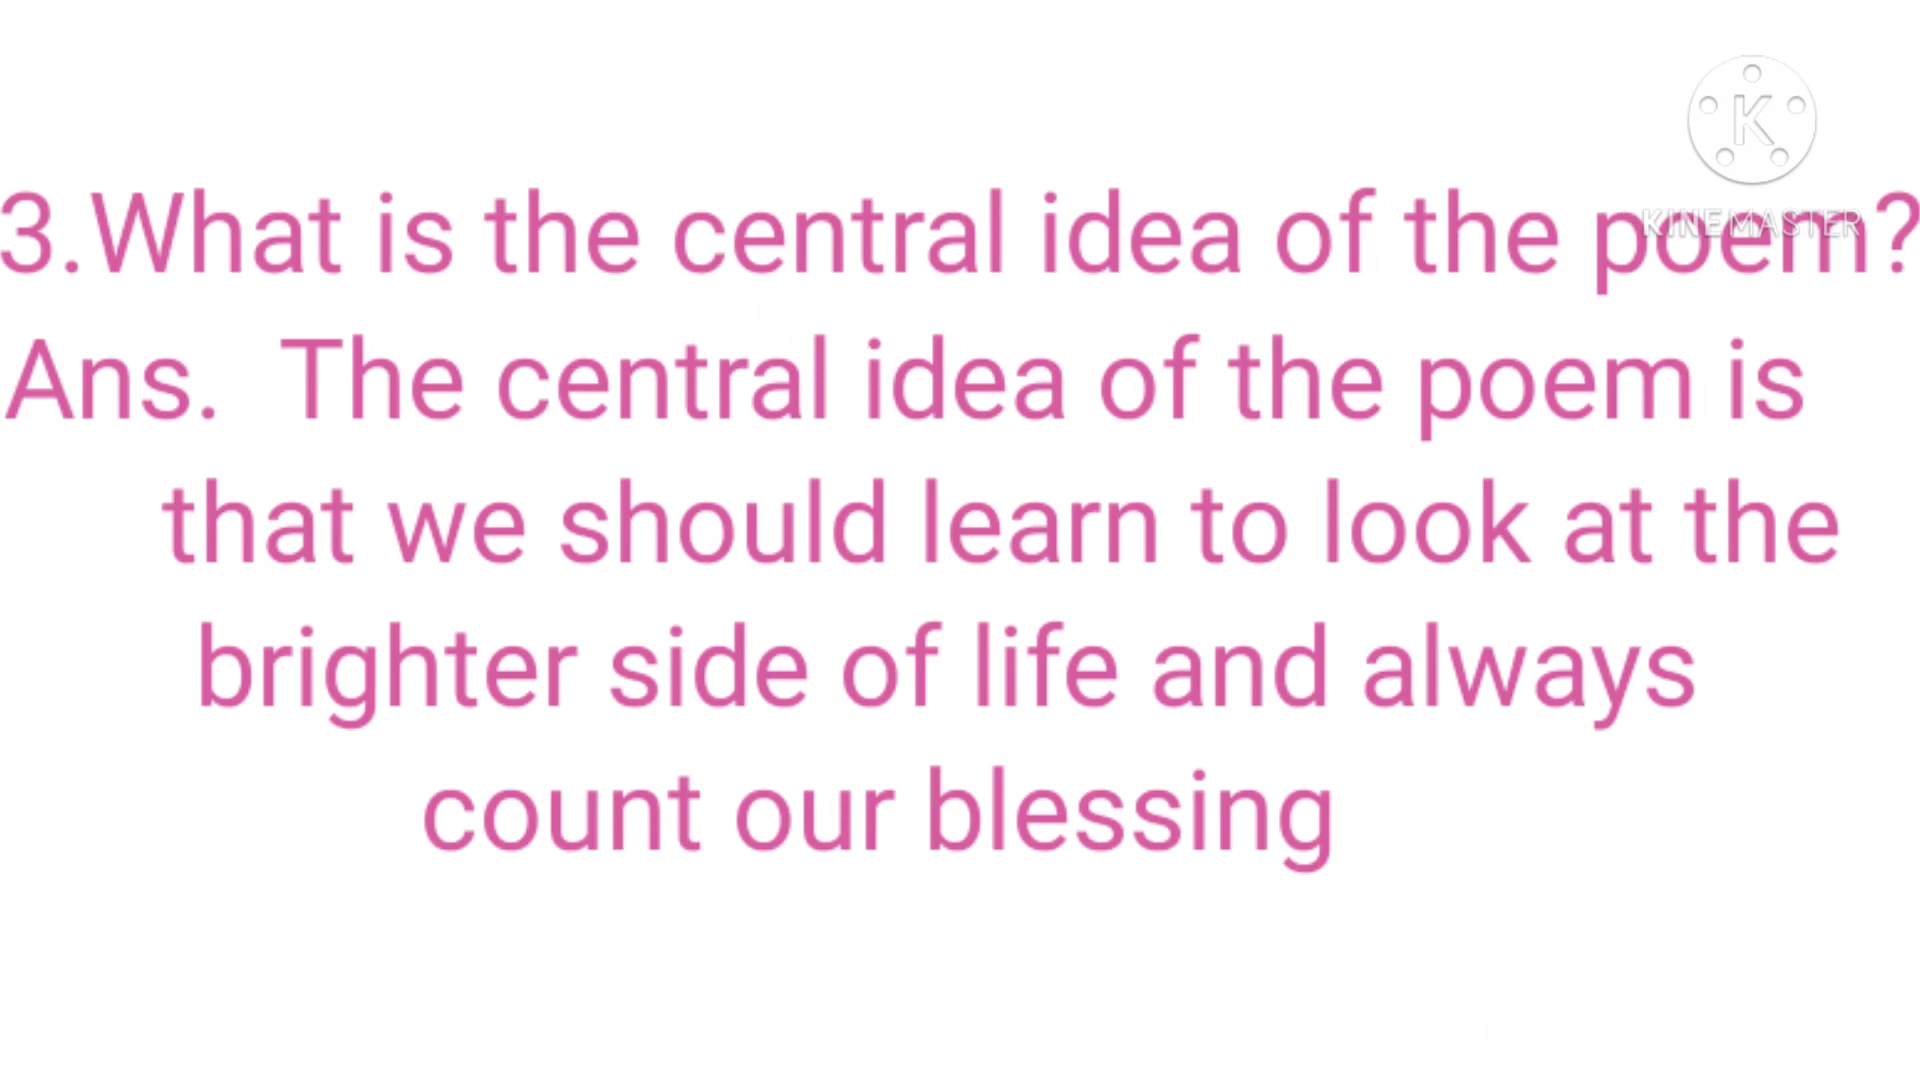 K
KINEMASTER
3.What is the central idea of the poem?
Ans. The central idea of the poem is
that we should learn to look at the
brighter side of life and always
count our blessing